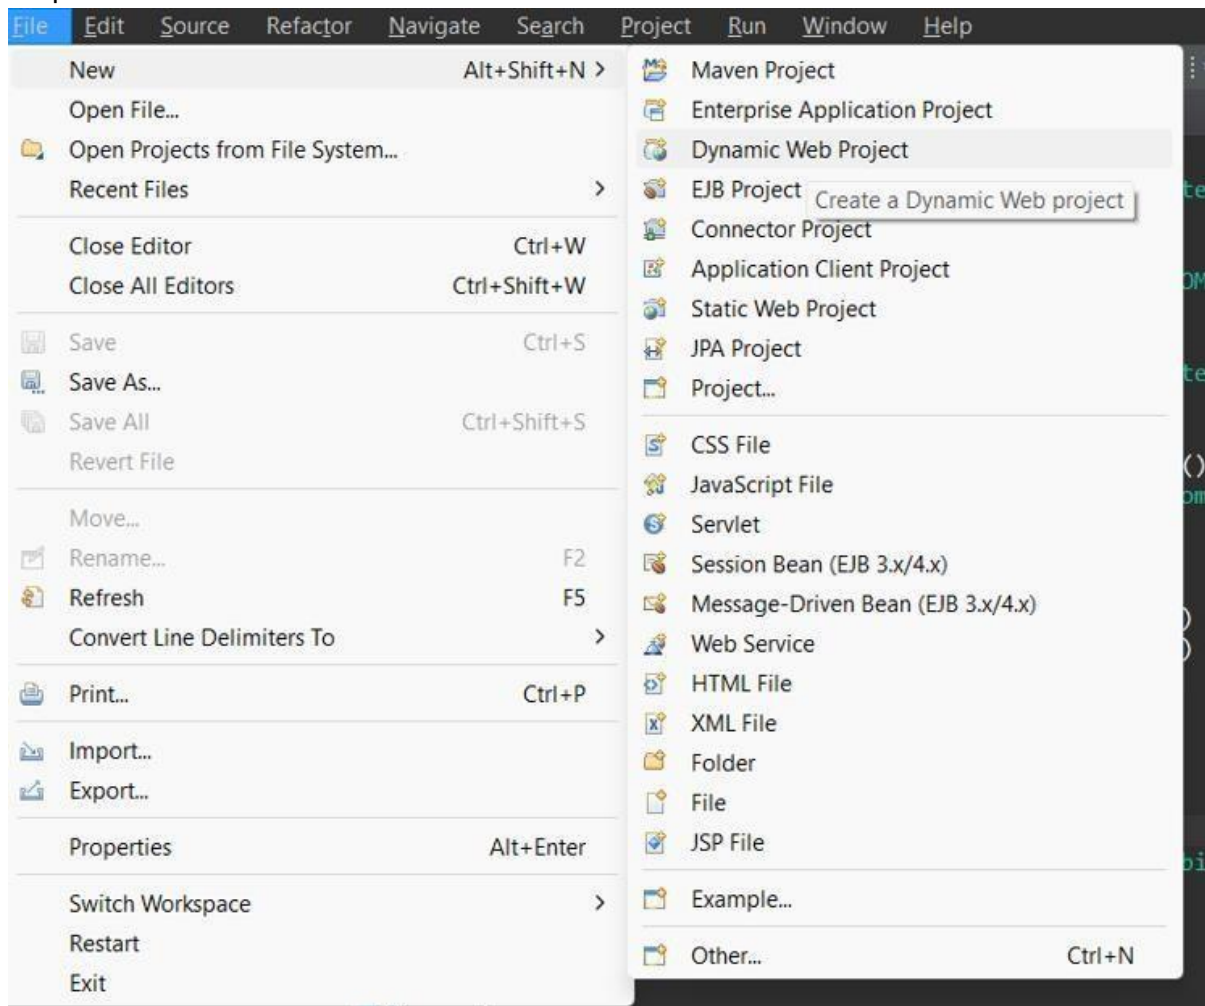 File Edit Source Refactor Navigate Search Project Run Window Help
New Alt+Shift+N >
Open File...
Open Projects from File System...
Recent Files >
Close Editor Ctrl+W
Close All Editors Ctrl+Shift+W
Save Ctrl+S
Save As...
Save All Ctrl+Shift+S
Revert File
Move...
Rename... F2
Refresh F5
Convert Line Delimiters To >
Print... Ctrl+P
Import...
Export...
Properties Alt+Enter
Switch Workspace >
Restart
Exit
Maven Project
Enterprise Application Project
Dynamic Web Project
EJB Project
Create a Dynamic Web project
Connector Project
Application Client Project
Static Web Project
JPA Project
Project...
CSS File
JavaScript File
Servlet
Session Bean (EJB 3.x/4.x)
Message-Driven Bean (EJB 3.x/4.x)
Web Service
HTML File
XML File
Folder
File
JSP File
Example...
Other... Ctrl+N